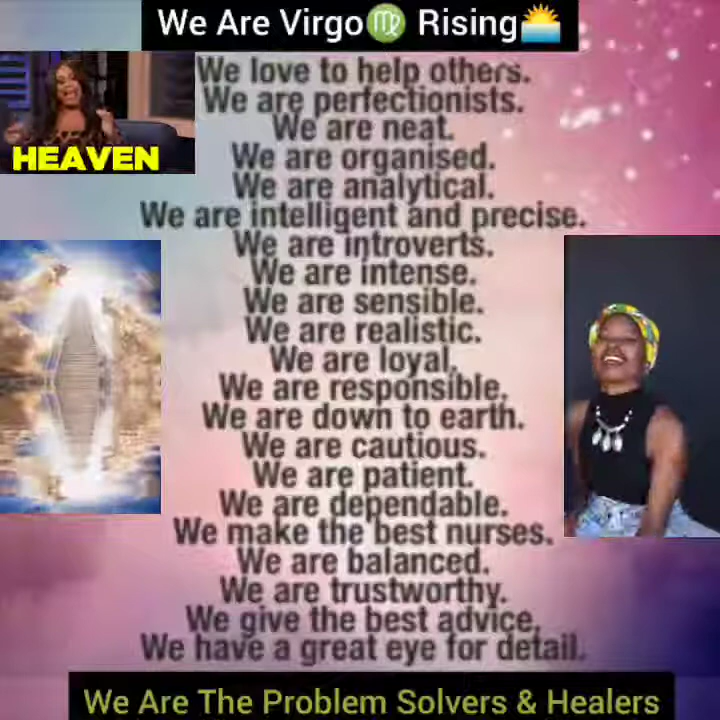 We Are Virgo♍ Rising🌅
We love to help others.
We are perfectionists.
We are neat.
HEAVEN
We are organised.
We are analytical.
We are intelligent and precise.
We are introverts.
We are intense.
We are sensible.
We are realistic.
We are loyal.
We are responsible.
We are down to earth.
We are cautious.
We are patient.
We are dependable.
We make the best nurses.
We are balanced.
We are trustworthy.
We give the best advice.
We have a great eye for detail.
We Are The Problem Solvers & Healers